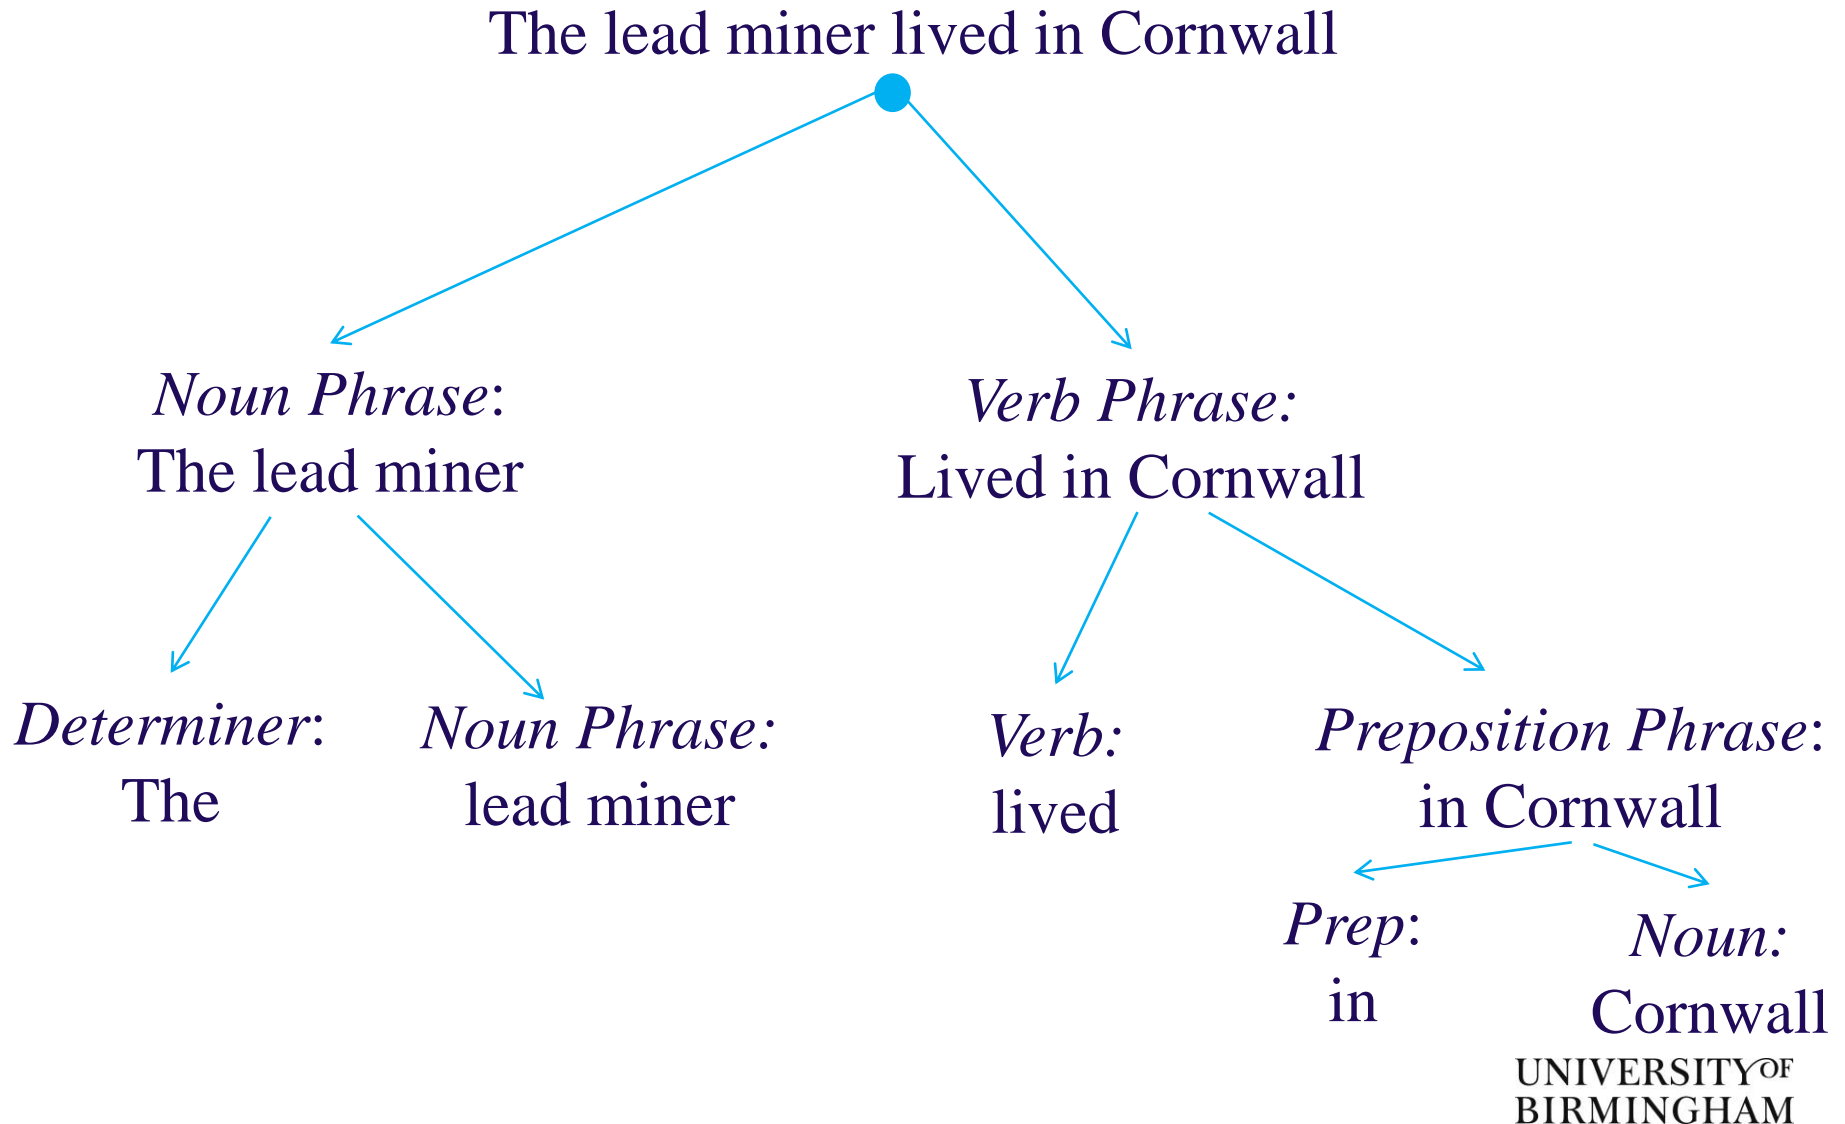 The lead miner lived in Cornwall
Noun Phrase:
The lead miner
Verb Phrase:
Lived in Cornwall
Determiner:
The
Noun Phrase:
lead miner
Verb:
lived
Preposition Phrase:
in Cornwall
Prep:
in
Noun:
Cornwall
UNIVERSITY OF
BIRMINGHAM